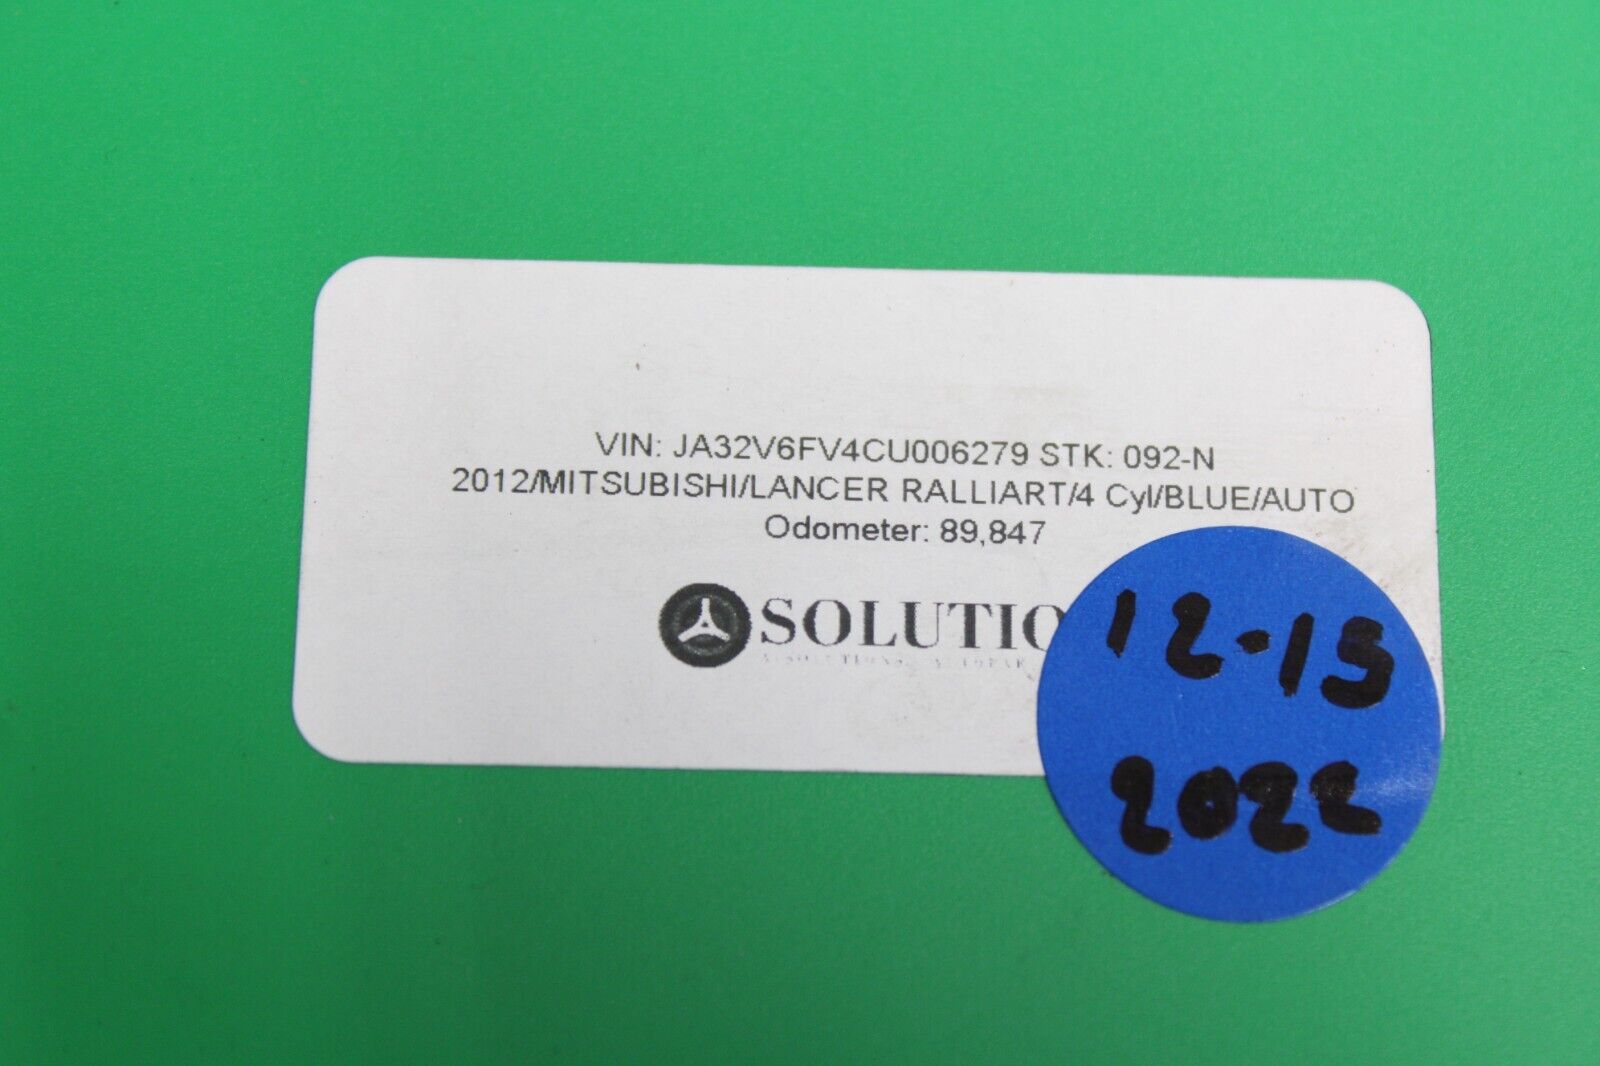 VIN: JA32V6FV4CU006279 STK: 092-N
2012/MITSUBISHI/LANCER RALLIART/4 Cyl/BLUE/AUTO
Odometer: 89,847
SOLUTIO
12-15
2022